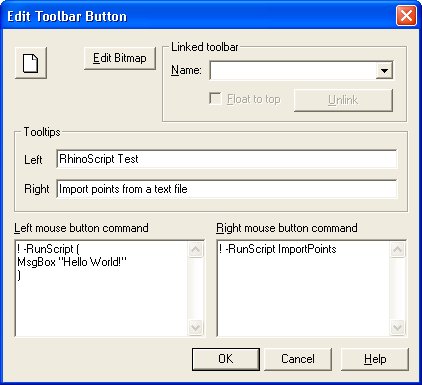 Edit Toolbar Button
Edit Bitmap
Linked toolbar
Name:
Float to top
Unlink
Tooltips
Left
RhinoScript Test
Right
Import points from a text file
Left mouse button command
! -RunScript (
MsgBox "Hello World!"
)
Right mouse button command
! -RunScript ImportPoints
OK
Cancel
Help